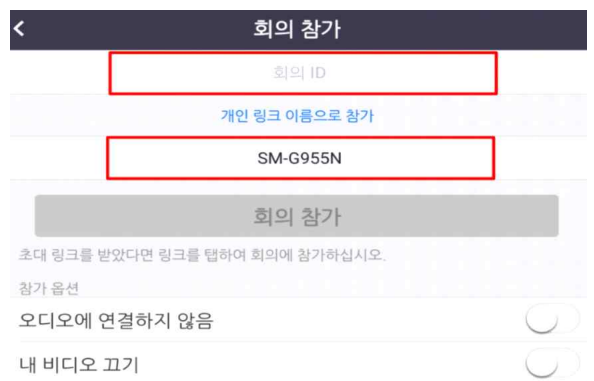 회의 참가
회의 ID
개인 링크 이름으로 참가
SM-G955N
회의 참가
초대 링크를 받았다면 링크를 탭하여 회의에 참가하십시오.
참가 옵션
오디오에 연결하지 않음
내 비디오 끄기